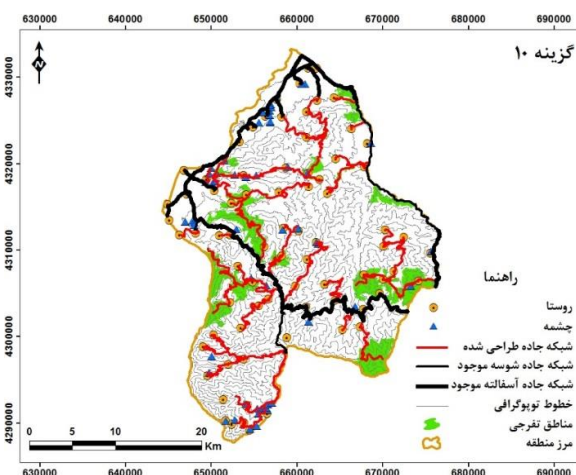 630000 640000 650000 660000 670000 680000 690000
گزینه ۱۰
N
4330000
4320000
4310000
4300000
4290000
راهنما
روستا
چشمه
شبکه جاده طراحی شده
شبکه جاده شوسه موجود
شبکه جاده آسفالته موجود
خطوط توپوگرافی
مناطق تفرجی
مرز منطقه
0 5 10 20
Km
630000 640000 650000 660000 670000 680000 690000